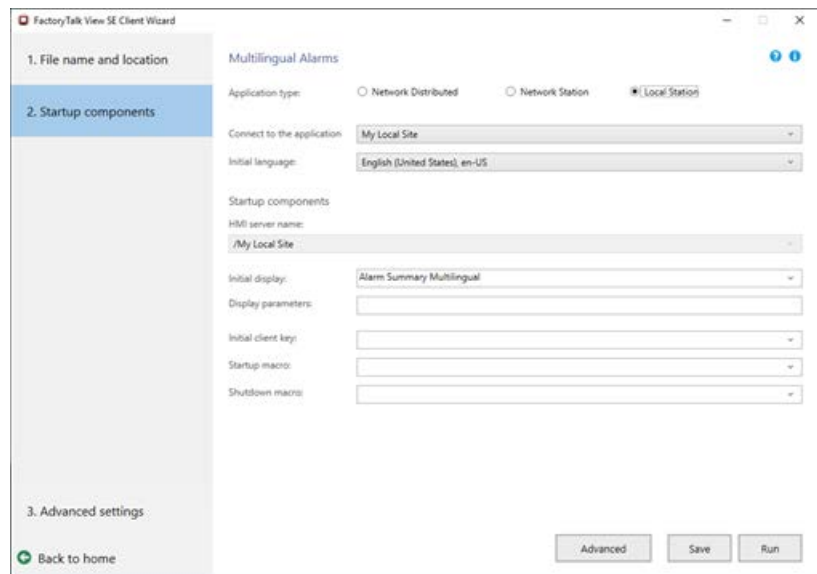 FactoryTalk View SE Client Wizard
1. File name and location
2. Startup components
3. Advanced settings
Back to home
Multilingual Alarms
Application type:
Network Distributed
Network Station
Local Station
Connect to the application
My Local Site
Initial language:
English (United States), en-US
Startup components
HMI server name:
/My Local Site
Initial display:
Alarm Summary Multilingual
Display parameters:
Initial client key:
Startup macro:
Shutdown macro:
Advanced
Save
Run